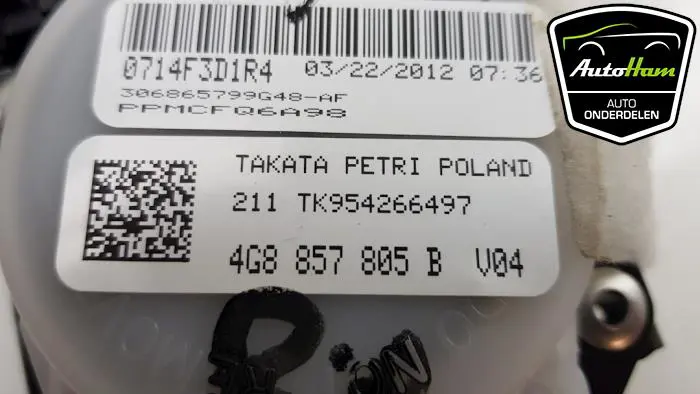 0714F3D1R4 03/22/2012 07:36
306865799G48-AF
PPMCFQ6A98
TAKATA PETRI POLAND
211 TK954266497
4G8 857 805 B V04
AutoHam
AUTO
ONDERDELEN